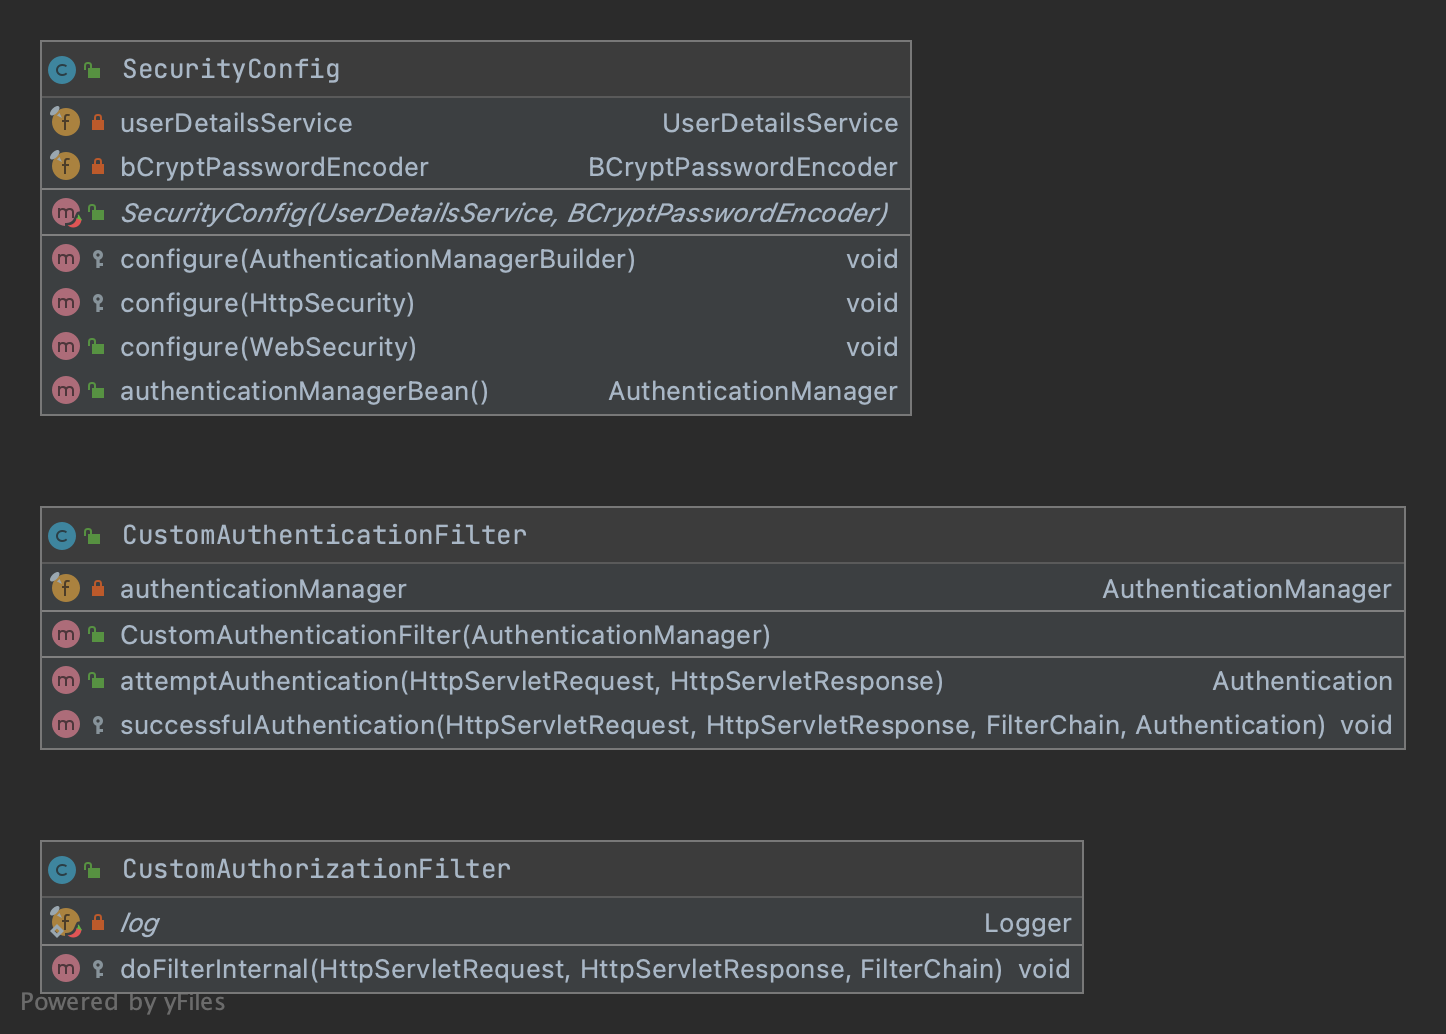 SecurityConfig
userDetailsService UserDetailsService
bCryptPasswordEncoder BCryptPasswordEncoder
SecurityConfig(UserDetailsService, BCryptPasswordEncoder)
configure(AuthenticationManagerBuilder) void
configure(HttpSecurity) void
configure(WebSecurity) void
authenticationManagerBean() AuthenticationManager
CustomAuthenticationFilter
authenticationManager AuthenticationManager
CustomAuthenticationFilter(AuthenticationManager)
attemptAuthentication(HttpServletRequest, HttpServletResponse) Authentication
successfulAuthentication(HttpServletRequest, HttpServletResponse, FilterChain, Authentication) void
CustomAuthorizationFilter
log Logger
doFilterInternal(HttpServletRequest, HttpServletResponse, FilterChain) void
Powered by yFiles